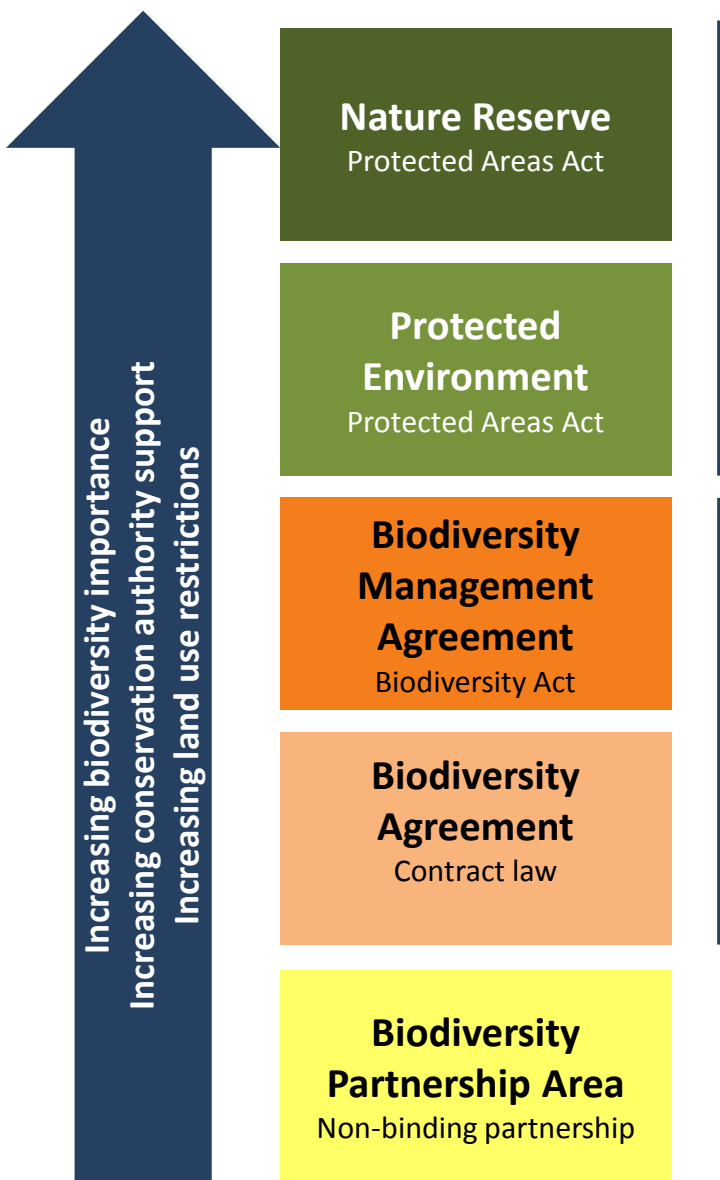 Increasing biodiversity importance
Increasing conservation authority support
Increasing land use restrictions
Nature Reserve
Protected Areas Act
Protected
Environment
Protected Areas Act
Biodiversity
Management
Agreement
Biodiversity Act
Biodiversity
Agreement
Contract law
Biodiversity
Partnership Area
Non-binding partnership